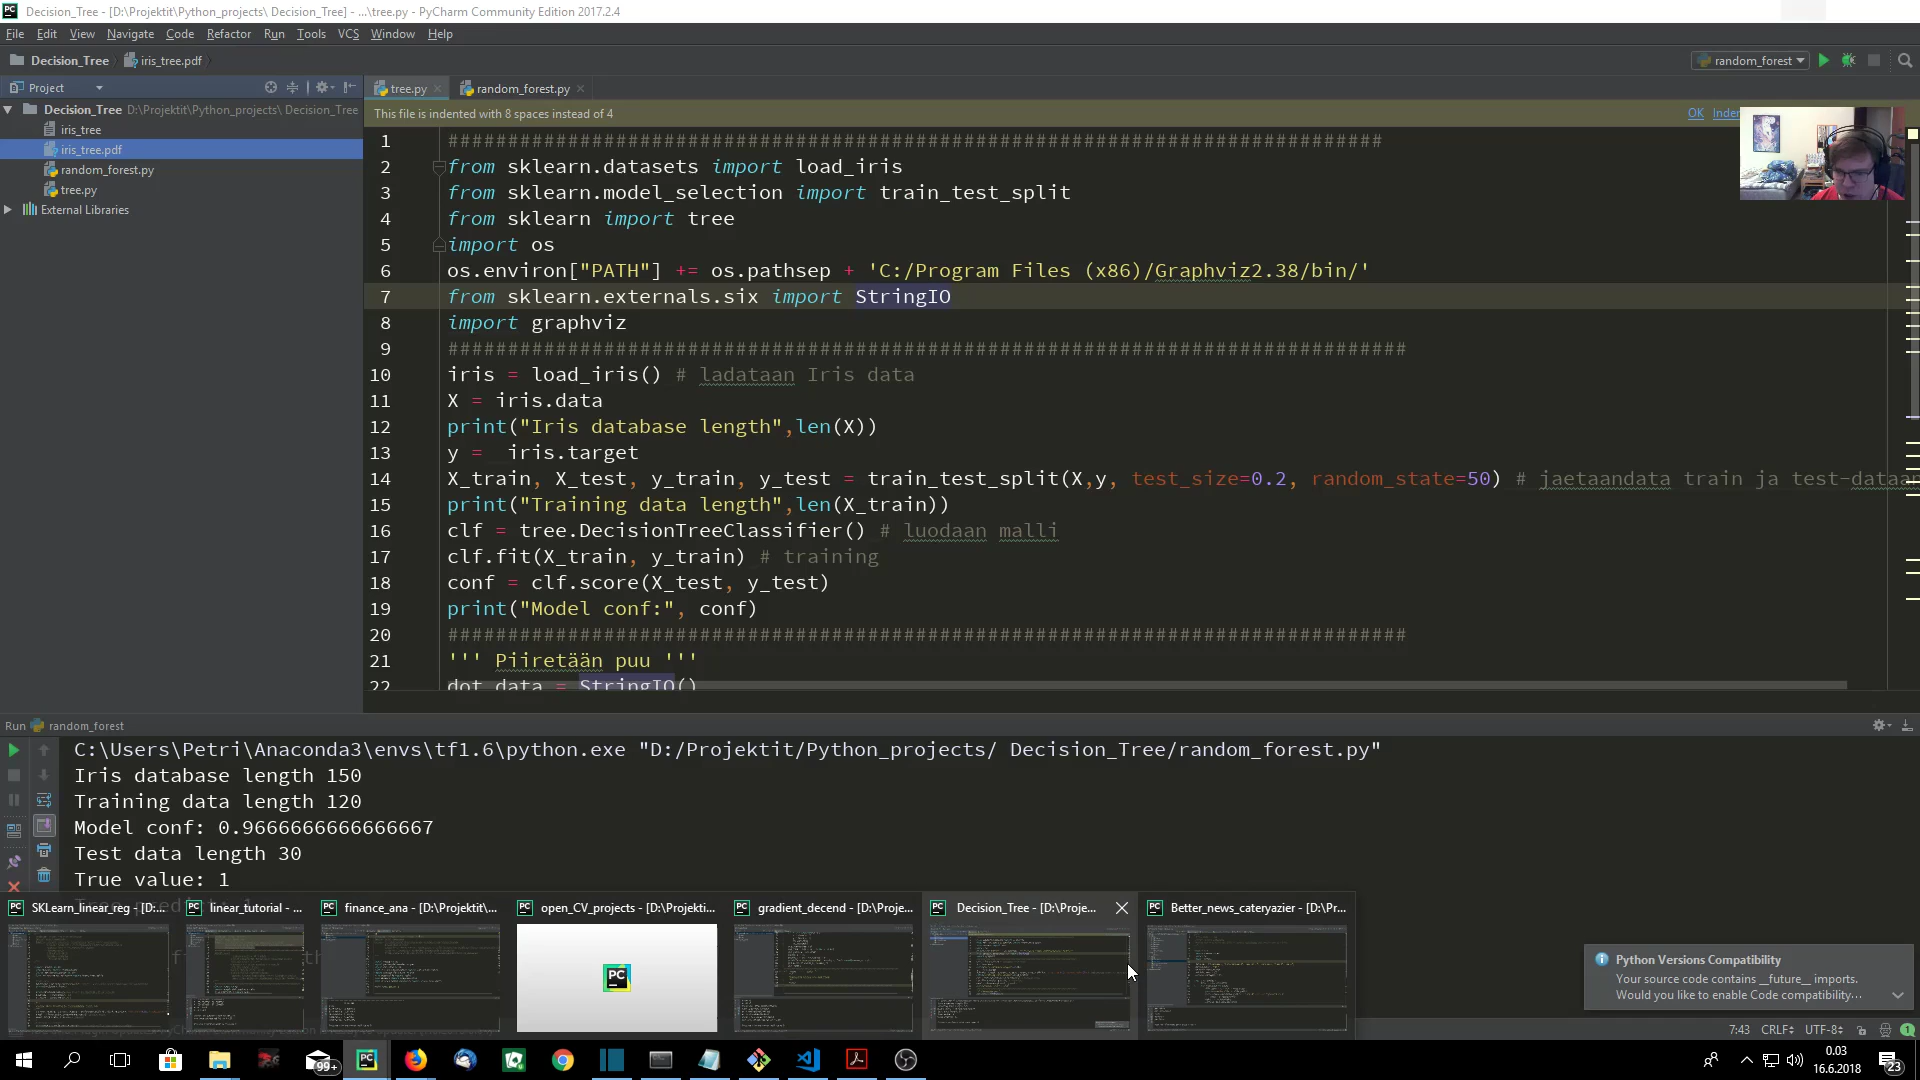 Decision_Tree - [D:\Projektit\Python_projects\ Decision_Tree] - ...\tree.py - PyCharm Community Edition 2017.2.4
File Edit View Navigate Code Refactor Run Tools VCS Window Help
Decision_Tree iris_tree.pdf random_forest
Project tree.py random_forest.py
Decision_Tree D:\Projektit\Python_projects\ Decision_Tree
iris_tree
iris_tree.pdf
random_forest.py
tree.py
External Libraries
This file is indented with 8 spaces instead of 4 OK Inden
1 ##############################################################################
2 from sklearn.datasets import load_iris
3 from sklearn.model_selection import train_test_split
4 from sklearn import tree
5 import os
6 os.environ["PATH"] += os.pathsep + 'C:/Program Files (x86)/Graphviz2.38/bin/'
7 from sklearn.externals.six import StringIO
8 import graphviz
9 ################################################################################
10 iris = load_iris() # ladataan Iris data
11 X = iris.data
12 print("Iris database length",len(X))
13 y =  iris.target
14 X_train, X_test, y_train, y_test = train_test_split(X,y, test_size=0.2, random_state=50) # jaetaandata train ja test-dataan
15 print("Training data length",len(X_train))
16 clf = tree.DecisionTreeClassifier() # luodaan malli
17 clf.fit(X_train, y_train) # training
18 conf = clf.score(X_test, y_test)
19 print("Model conf:", conf)
20 ################################################################################
21 ''' Piiretään puu '''
22 dot_data = StringIO()
Run random_forest
C:\Users\Petri\Anaconda3\envs\tf1.6\python.exe "D:/Projektit/Python_projects/ Decision_Tree/random_forest.py"
Iris database length 150
Training data length 120
Model conf: 0.9666666666666667
Test data length 30
True value: 1
SKLearn_linear_reg - [D:... linear_tutorial - ... finance_ana - [D:\Projektit\... open_CV_projects - [D:\Projekti... gradient_decend - [D:\Proje... Decision_Tree - [D:\Proje... Better_news_cateryazier - [D:\Pr...
PC
Python Versions Compatibility
Your source code contains __future__ imports.
Would you like to enable Code compatibility...
7:43 CRLF UTF-8 1
99+ PC
0.03
16.6.2018
23